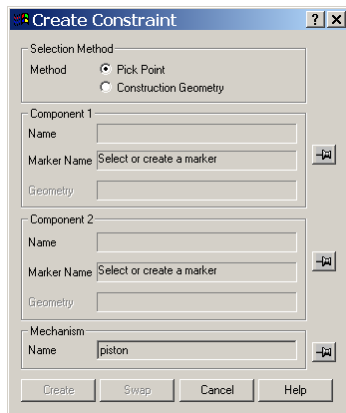 Create Constraint
Selection Method
Method Pick Point
Construction Geometry
Component 1
Name
Marker Name Select or create a marker
Geometry
Component 2
Name
Marker Name Select or create a marker
Geometry
Mechanism
Name piston
Create Swap Cancel Help